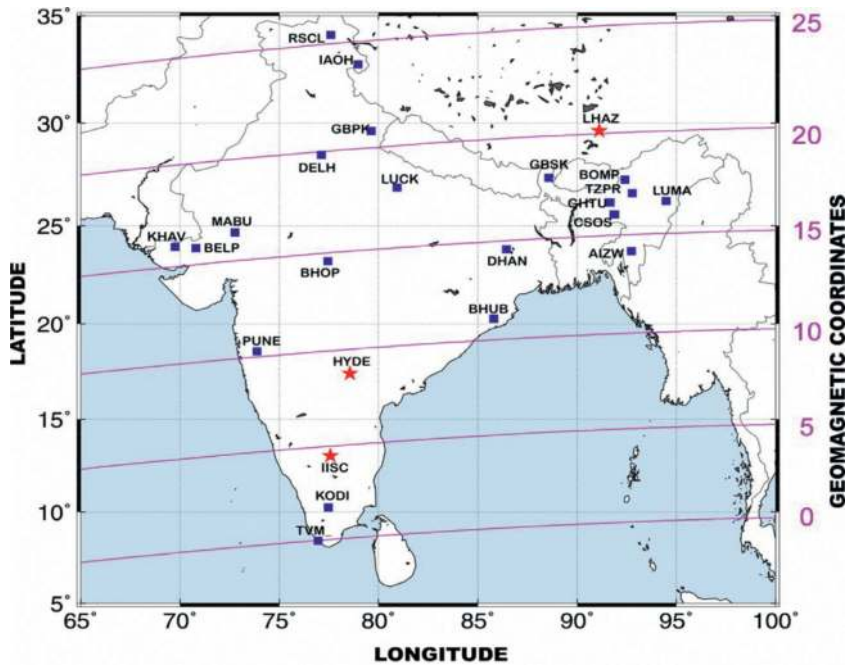 35°
25
RSCL
IAOH
LHAZ
30°
20
GBPK
DELH
GBSK
BOMP
LUCK
TZPR
LUMA
GHTU
CSOS
25°
15
MABU
KHAV
BELP
DHAN
AIZW
BHOP
BHUB
20°
10
PUNE
HYDE
15°
5
IISC
KODI
10°
0
TVM
5°
65°
70°
75°
80°
85°
90°
95°
100°
LATITUDE
LONGITUDE
GEOMAGNETIC COORDINATES